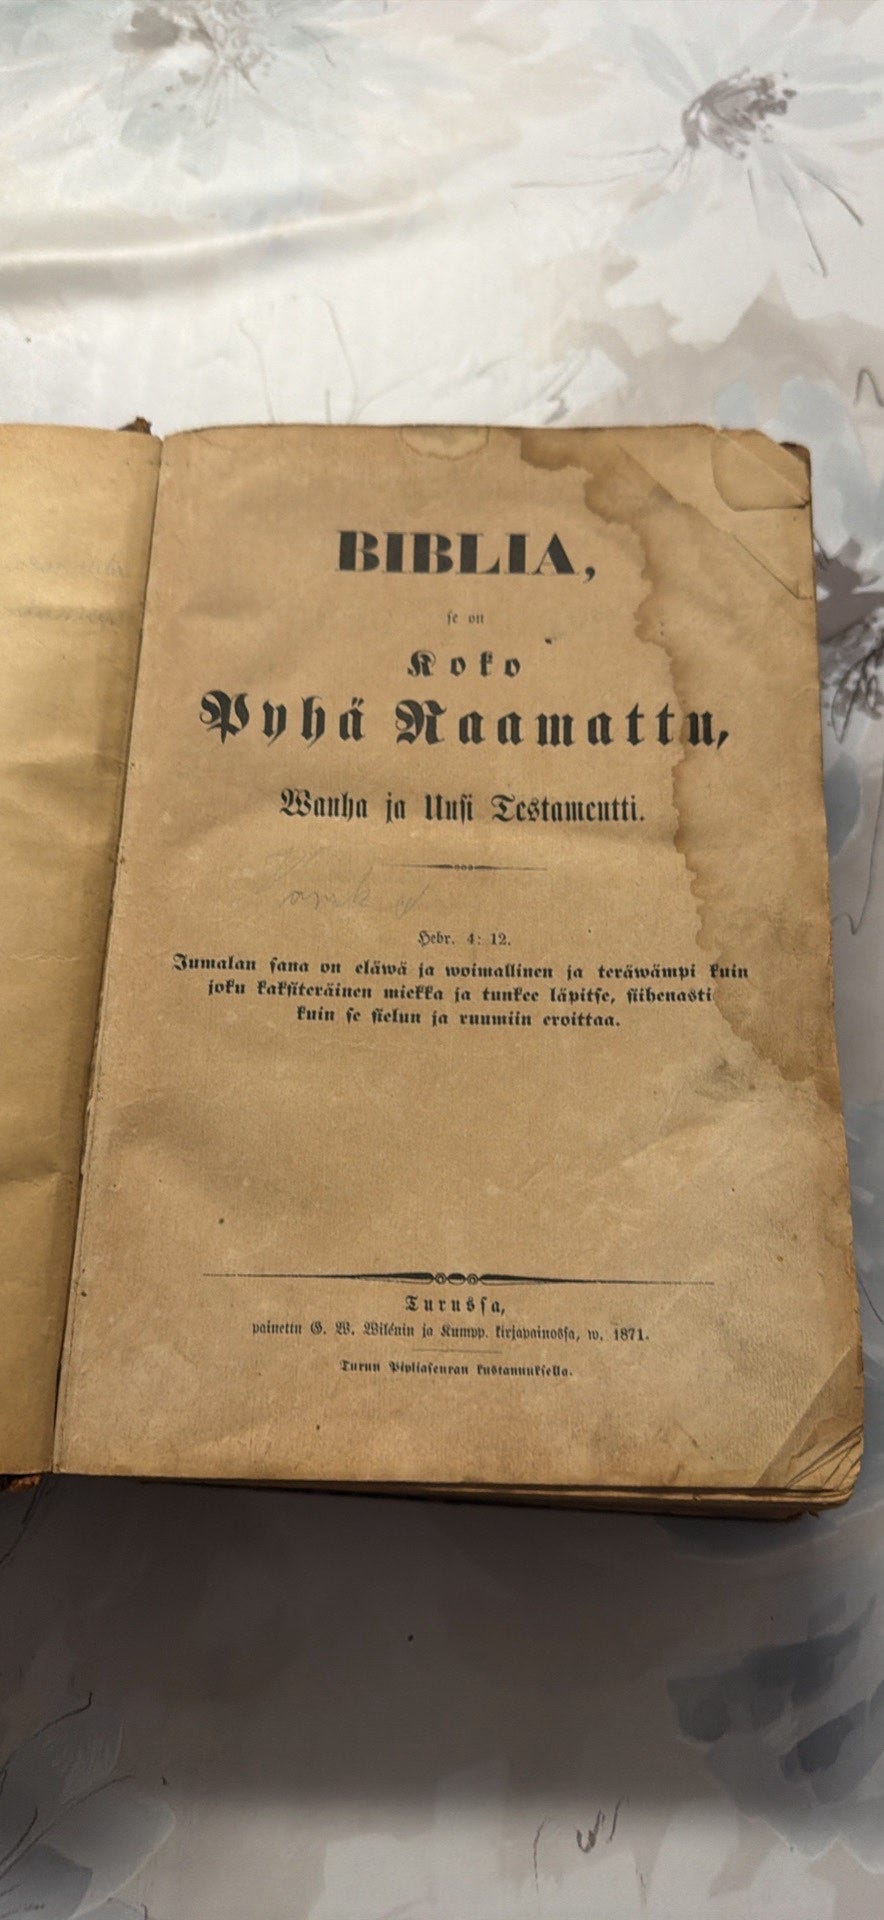 BIBLIA,
se on
Koko
Pyhä Raamattu,
Wanha ja Uusi Testamentti.
Hebr. 4: 12.
Jumalan sana on eläwä ja woimallinen ja teräwämpi kuin
joku kaksiteräinen miekka ja tunkee läpitse, siihenasti
kuin se sielun ja ruumiin eroittaa.
Turussa,
painettu G. W. Wilénin ja Kumpp. kirjapainossa, w. 1871.
Turun Pipliaseuran kustannuksella.